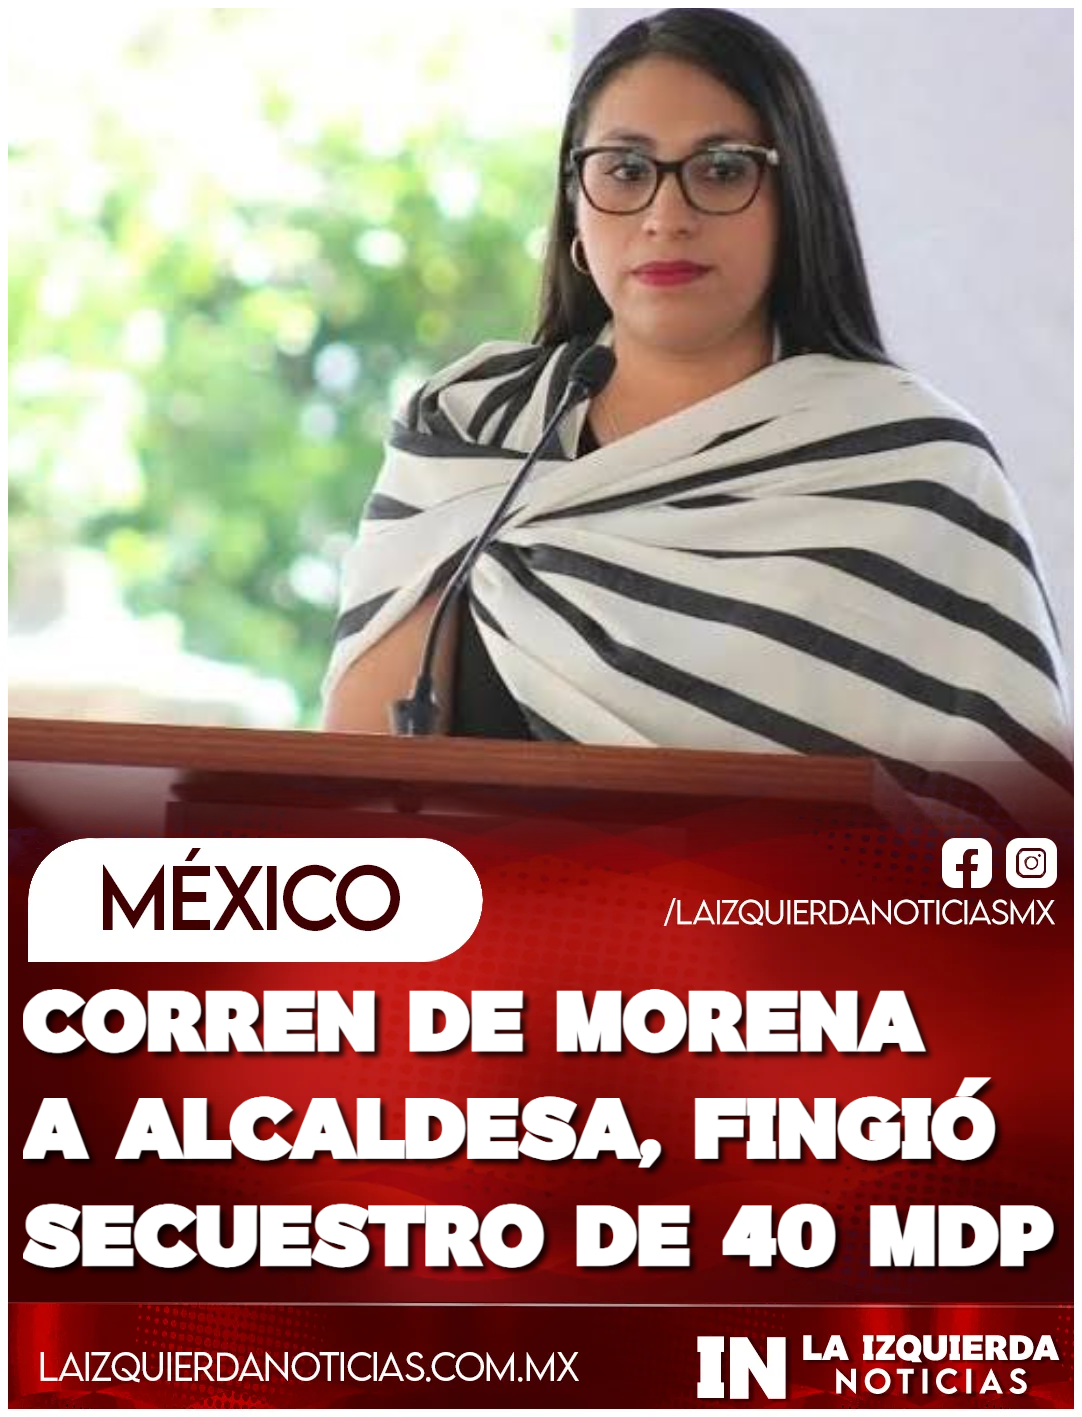 MÉXICO
/LAIZQUIERDANOTICIASMX
CORREN DE MORENA
A ALCALDESA, FINGIÓ
SECUESTRO DE 40 MDP
LAIZQUIERDANOTICIAS.COM.MX
IN LA IZQUIERDA
NOTICIAS